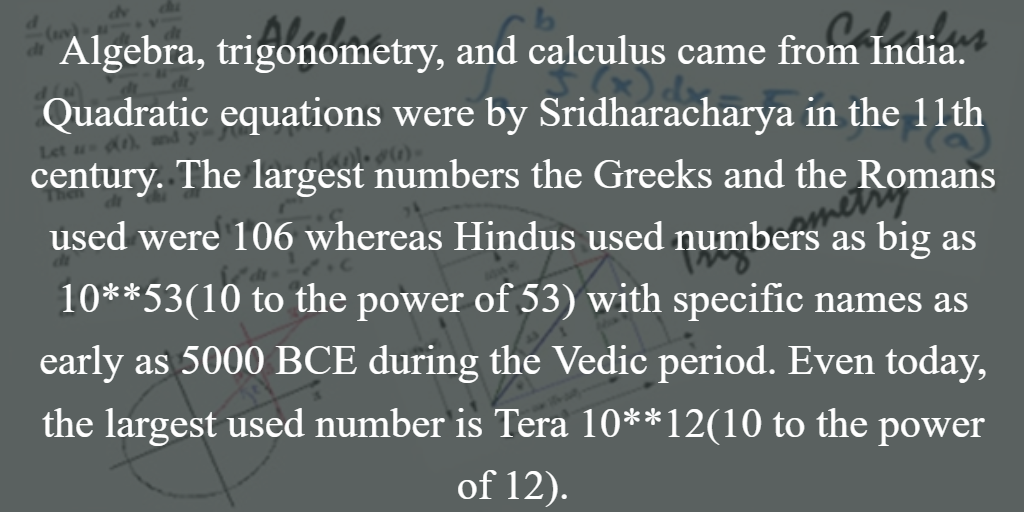 Algebra, trigonometry, and calculus came from India.
Quadratic equations were by Sridharacharya in the 11th
century. The largest numbers the Greeks and the Romans
used were 106 whereas Hindus used numbers as big as
10**53(10 to the power of 53) with specific names as
early as 5000 BCE during the Vedic period. Even today,
the largest used number is Tera 10**12(10 to the power
of 12).
Algebra
Calculus
Trigonometry